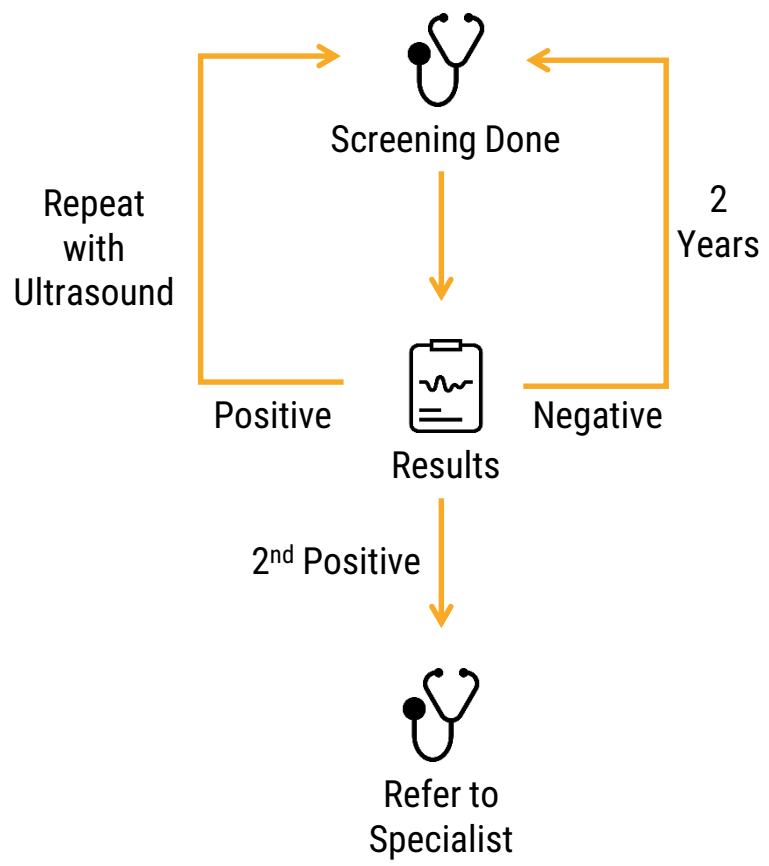 Screening Done
Repeat
with
Ultrasound
2
Years
Positive
Negative
Results
2nd Positive
Refer to
Specialist